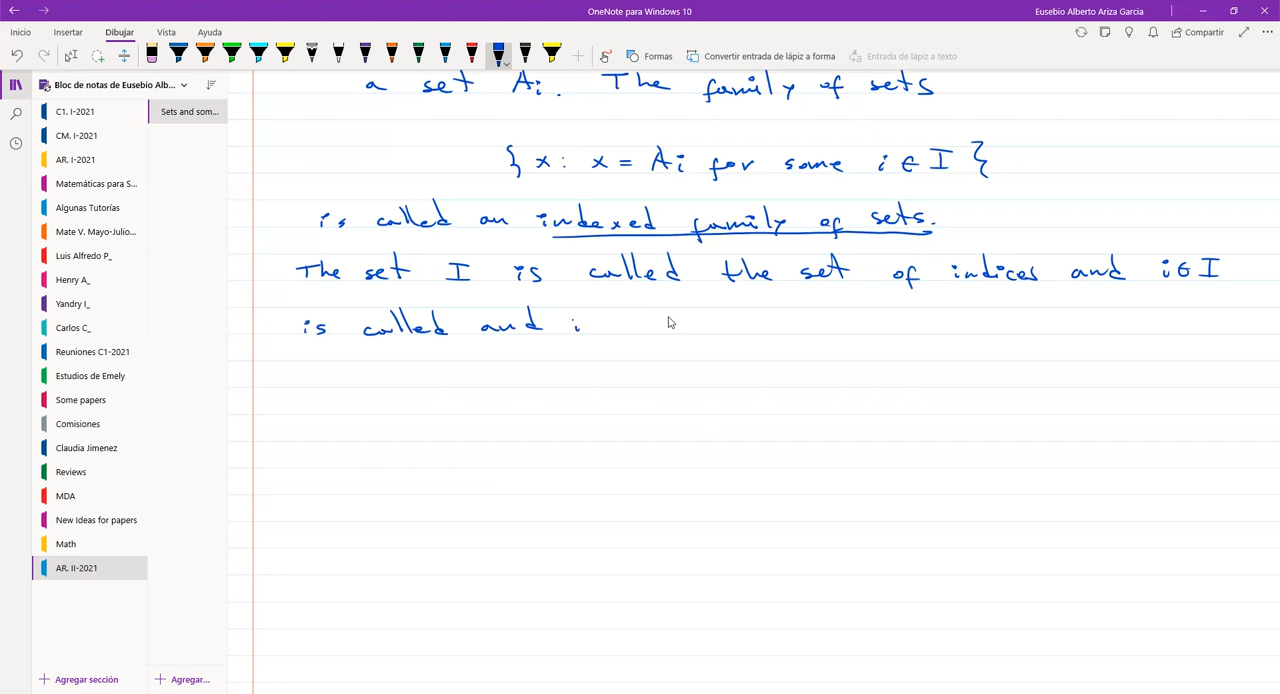 OneNote para Windows 10
Eusebio Alberto Ariza Garcia
Inicio Insertar Dibujar Vista Ayuda
Compartir
Formas Convertir entrada de lápiz a forma Entrada de lápiz a texto
Bloc de notas de Eusebio Alb...
C1. I-2021
CM. I-2021
AR. I-2021
Matemáticas para S...
Algunas Tutorías
Mate V. Mayo-Julio...
Luis Alfredo P_
Henry A_
Yandry I_
Carlos C_
Reuniones C1-2021
Estudios de Emely
Some papers
Comisiones
Claudia Jimenez
Reviews
MDA
New Ideas for papers
Math
AR. II-2021
Agregar sección
Sets and som...
Agregar...
a set Ai. The family of sets
{ x : x = Ai for some i ∈ I }
is called an indexed family of sets.
The set I is called the set of indices and i ∈ I
is called and i